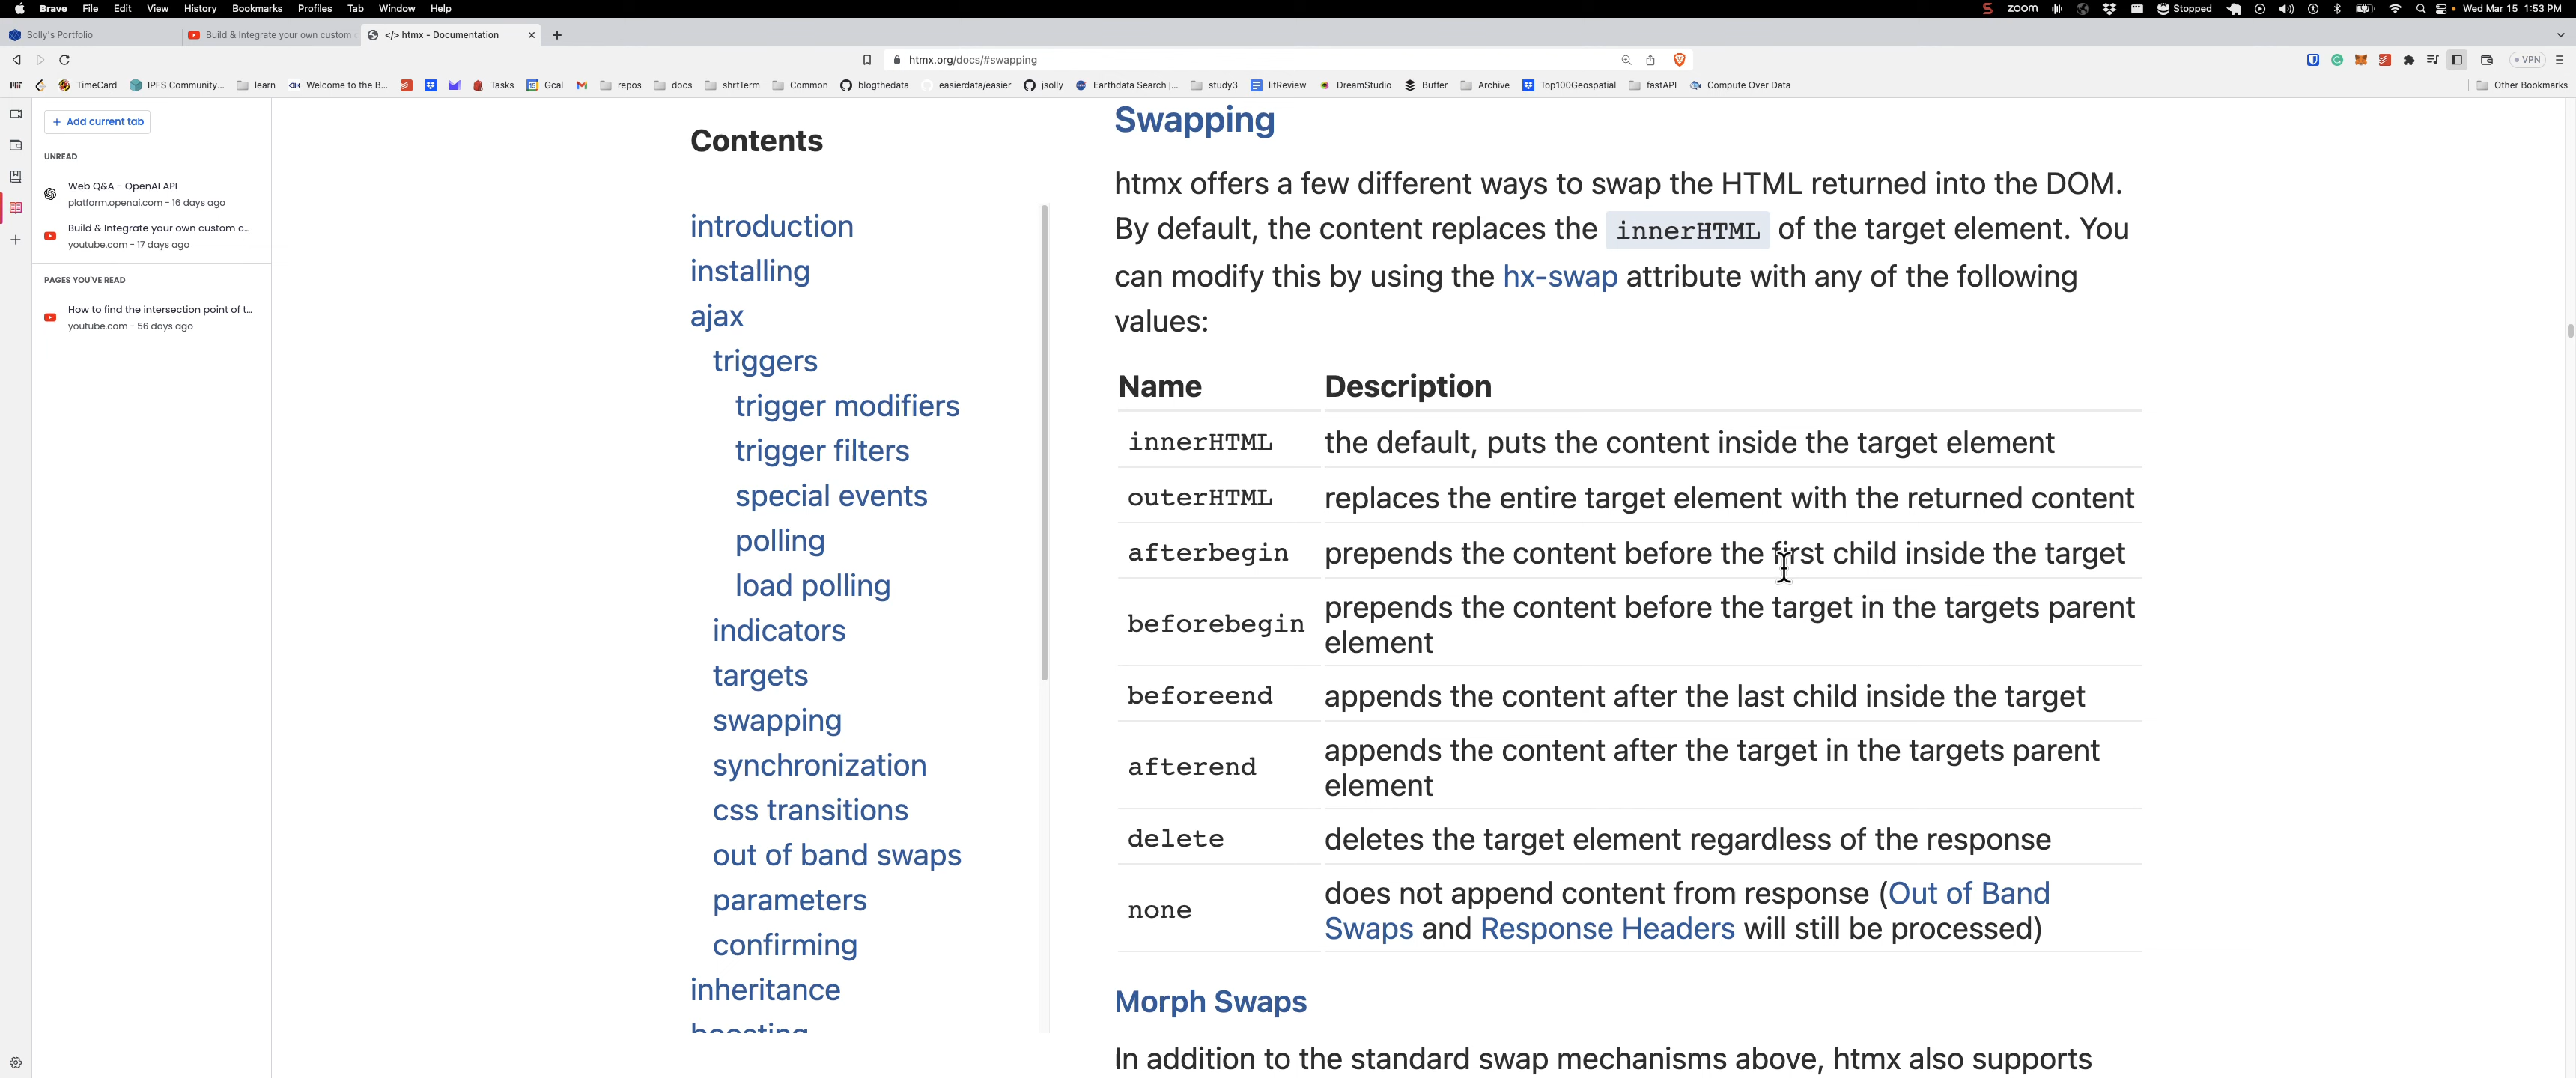 Brave File Edit View History Bookmarks Profiles Tab Window Help
zoom Stopped Wed Mar 15 1:53 PM
Solly's Portfolio
Build & Integrate your own custom
</> htmx - Documentation
htmx.org/docs/#swapping
VPN
TimeCard IPFS Community... learn Welcome to the B... Tasks Gcal repos docs shrtTerm Common blogthedata easierdata/easier jsolly Earthdata Search |... study3 litReview DreamStudio Buffer Archive Top100Geospatial fastAPI Compute Over Data Other Bookmarks
+ Add current tab
UNREAD
Web Q&A - OpenAI API
platform.openai.com - 16 days ago
Build & Integrate your own custom c...
youtube.com - 17 days ago
PAGES YOU'VE READ
How to find the intersection point of t...
youtube.com - 56 days ago
Contents
introduction
installing
ajax
triggers
trigger modifiers
trigger filters
special events
polling
load polling
indicators
targets
swapping
synchronization
css transitions
out of band swaps
parameters
confirming
inheritance
boosting
Swapping
htmx offers a few different ways to swap the HTML returned into the DOM.
By default, the content replaces the innerHTML of the target element. You
can modify this by using the hx-swap attribute with any of the following
values:
Name Description
innerHTML the default, puts the content inside the target element
outerHTML replaces the entire target element with the returned content
afterbegin prepends the content before the first child inside the target
beforebegin prepends the content before the target in the targets parent
element
beforeend appends the content after the last child inside the target
afterend appends the content after the target in the targets parent
element
delete deletes the target element regardless of the response
none does not append content from response (Out of Band
Swaps and Response Headers will still be processed)
Morph Swaps
In addition to the standard swap mechanisms above, htmx also supports